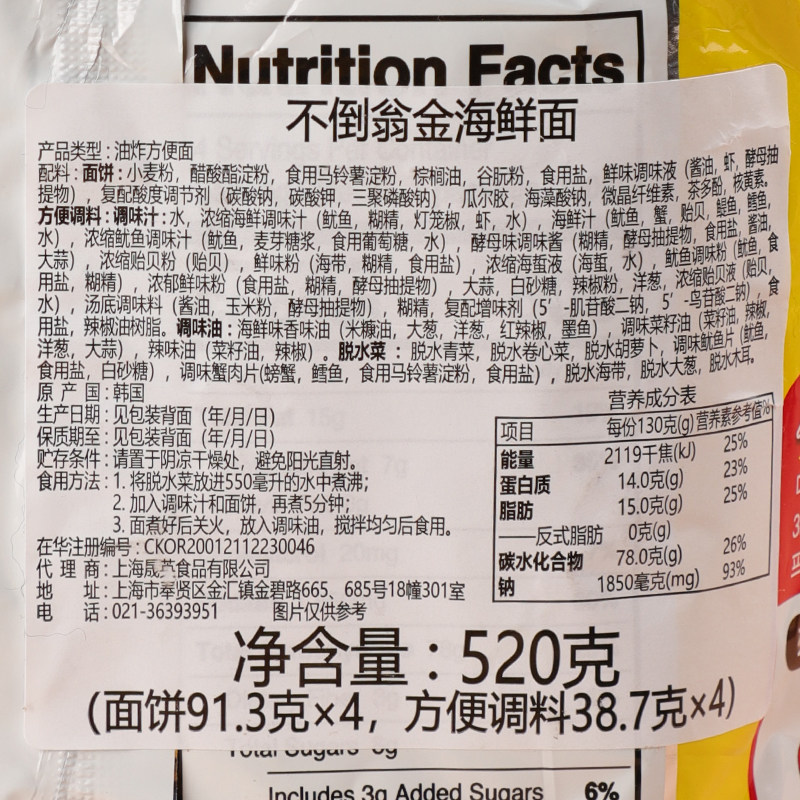 Nutrition Facts
不倒翁金海鲜面
产品类型：油炸方便面
配料：面饼：小麦粉，醋酸酯淀粉，食用马铃薯淀粉，棕榈油，谷朊粉，食用盐，鲜味调味液（酱油，虾，酵母抽
提物），复配酸度调节剂（碳酸钠，碳酸钾，三聚磷酸钠），瓜尔胶，海藻酸钠，微晶纤维素，茶多酚，核黄素。
方便调料：调味汁：水，浓缩海鲜调味汁（鱿鱼，糊精，灯笼椒，虾，水），海鲜汁（鱿鱼，蟹，贻贝，鳀鱼，鳕鱼，
水），浓缩鱿鱼调味汁（鱿鱼，麦芽糖浆，食用葡萄糖，水），酵母味调味酱（糊精，酵母抽提物，食用盐，酱油，
大蒜），浓缩贻贝粉（贻贝），鲜味粉（海带，糊精，食用盐），浓缩海蜇液（海蜇，水），鱿鱼调味粉（鱿鱼，食
用盐，糊精），浓郁鲜味粉（食用盐，糊精，酵母抽提物），大蒜，白砂糖，辣椒粉，洋葱，浓缩贻贝液（贻贝，
水），汤底调味料（酱油，玉米粉，酵母抽提物），糊精，复配增味剂（5′-肌苷酸二钠，5′-鸟苷酸二钠），食
用盐，辣椒油树脂。调味油：海鲜味香味油（米糠油，大葱，洋葱，红辣椒，墨鱼），调味菜籽油（菜籽油，辣椒，
洋葱，大蒜），辣味油（菜籽油，辣椒）。脱水菜：脱水青菜，脱水卷心菜，脱水胡萝卜，调味鱿鱼片（鱿鱼，
食用盐，白砂糖），调味蟹肉片(螃蟹，鳕鱼，食用马铃薯淀粉，食用盐），脱水海带，脱水大葱，脱水木耳。
原 产 国：韩国
生产日期：见包装背面（年/月/日）
保质期至：见包装背面（年/月/日）
贮存条件：请置于阴凉干燥处，避免阳光直射。
食用方法：1. 将脱水菜放进550毫升的水中煮沸；
2. 加入调味汁和面饼，再煮5分钟；
3. 面煮好后关火，放入调味油，搅拌均匀后食用。
在华注册编号：CKOR20012112230046
代 理 商：上海晟芎食品有限公司
地 址：上海市奉贤区金汇镇金碧路665、685号18幢301室
电 话：021-36393951 图片仅供参考
营养成分表
项目 每份130克(g) 营养素参考值%
能量 2119千焦(kJ) 25%
蛋白质 14.0克(g) 23%
脂肪 15.0克(g) 25%
——反式脂肪 0克(g)
碳水化合物 78.0克(g) 26%
钠 1850毫克(mg) 93%
净含量：520克
(面饼91.3克×4，方便调料38.7克×4)
Total Sugars
Includes 3g Added Sugars 6%